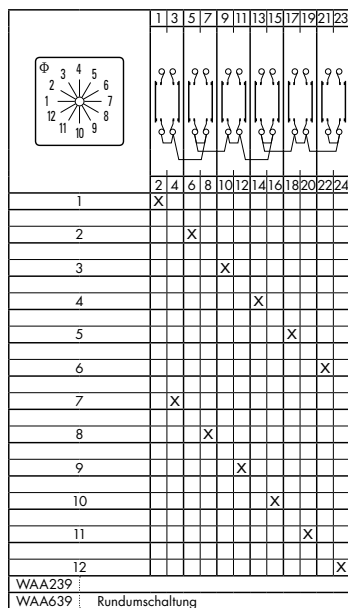 1 3 5 7 9 11 13 15 17 19 21 23
Φ
1 2 3 4 5 6 7 8 9 10 11 12
2 4 6 8 10 12 14 16 18 20 22 24
1 X
2 X
3 X
4 X
5 X
6 X
7 X
8 X
9 X
10 X
11 X
12 X
WAA239
WAA639 Rundumschaltung